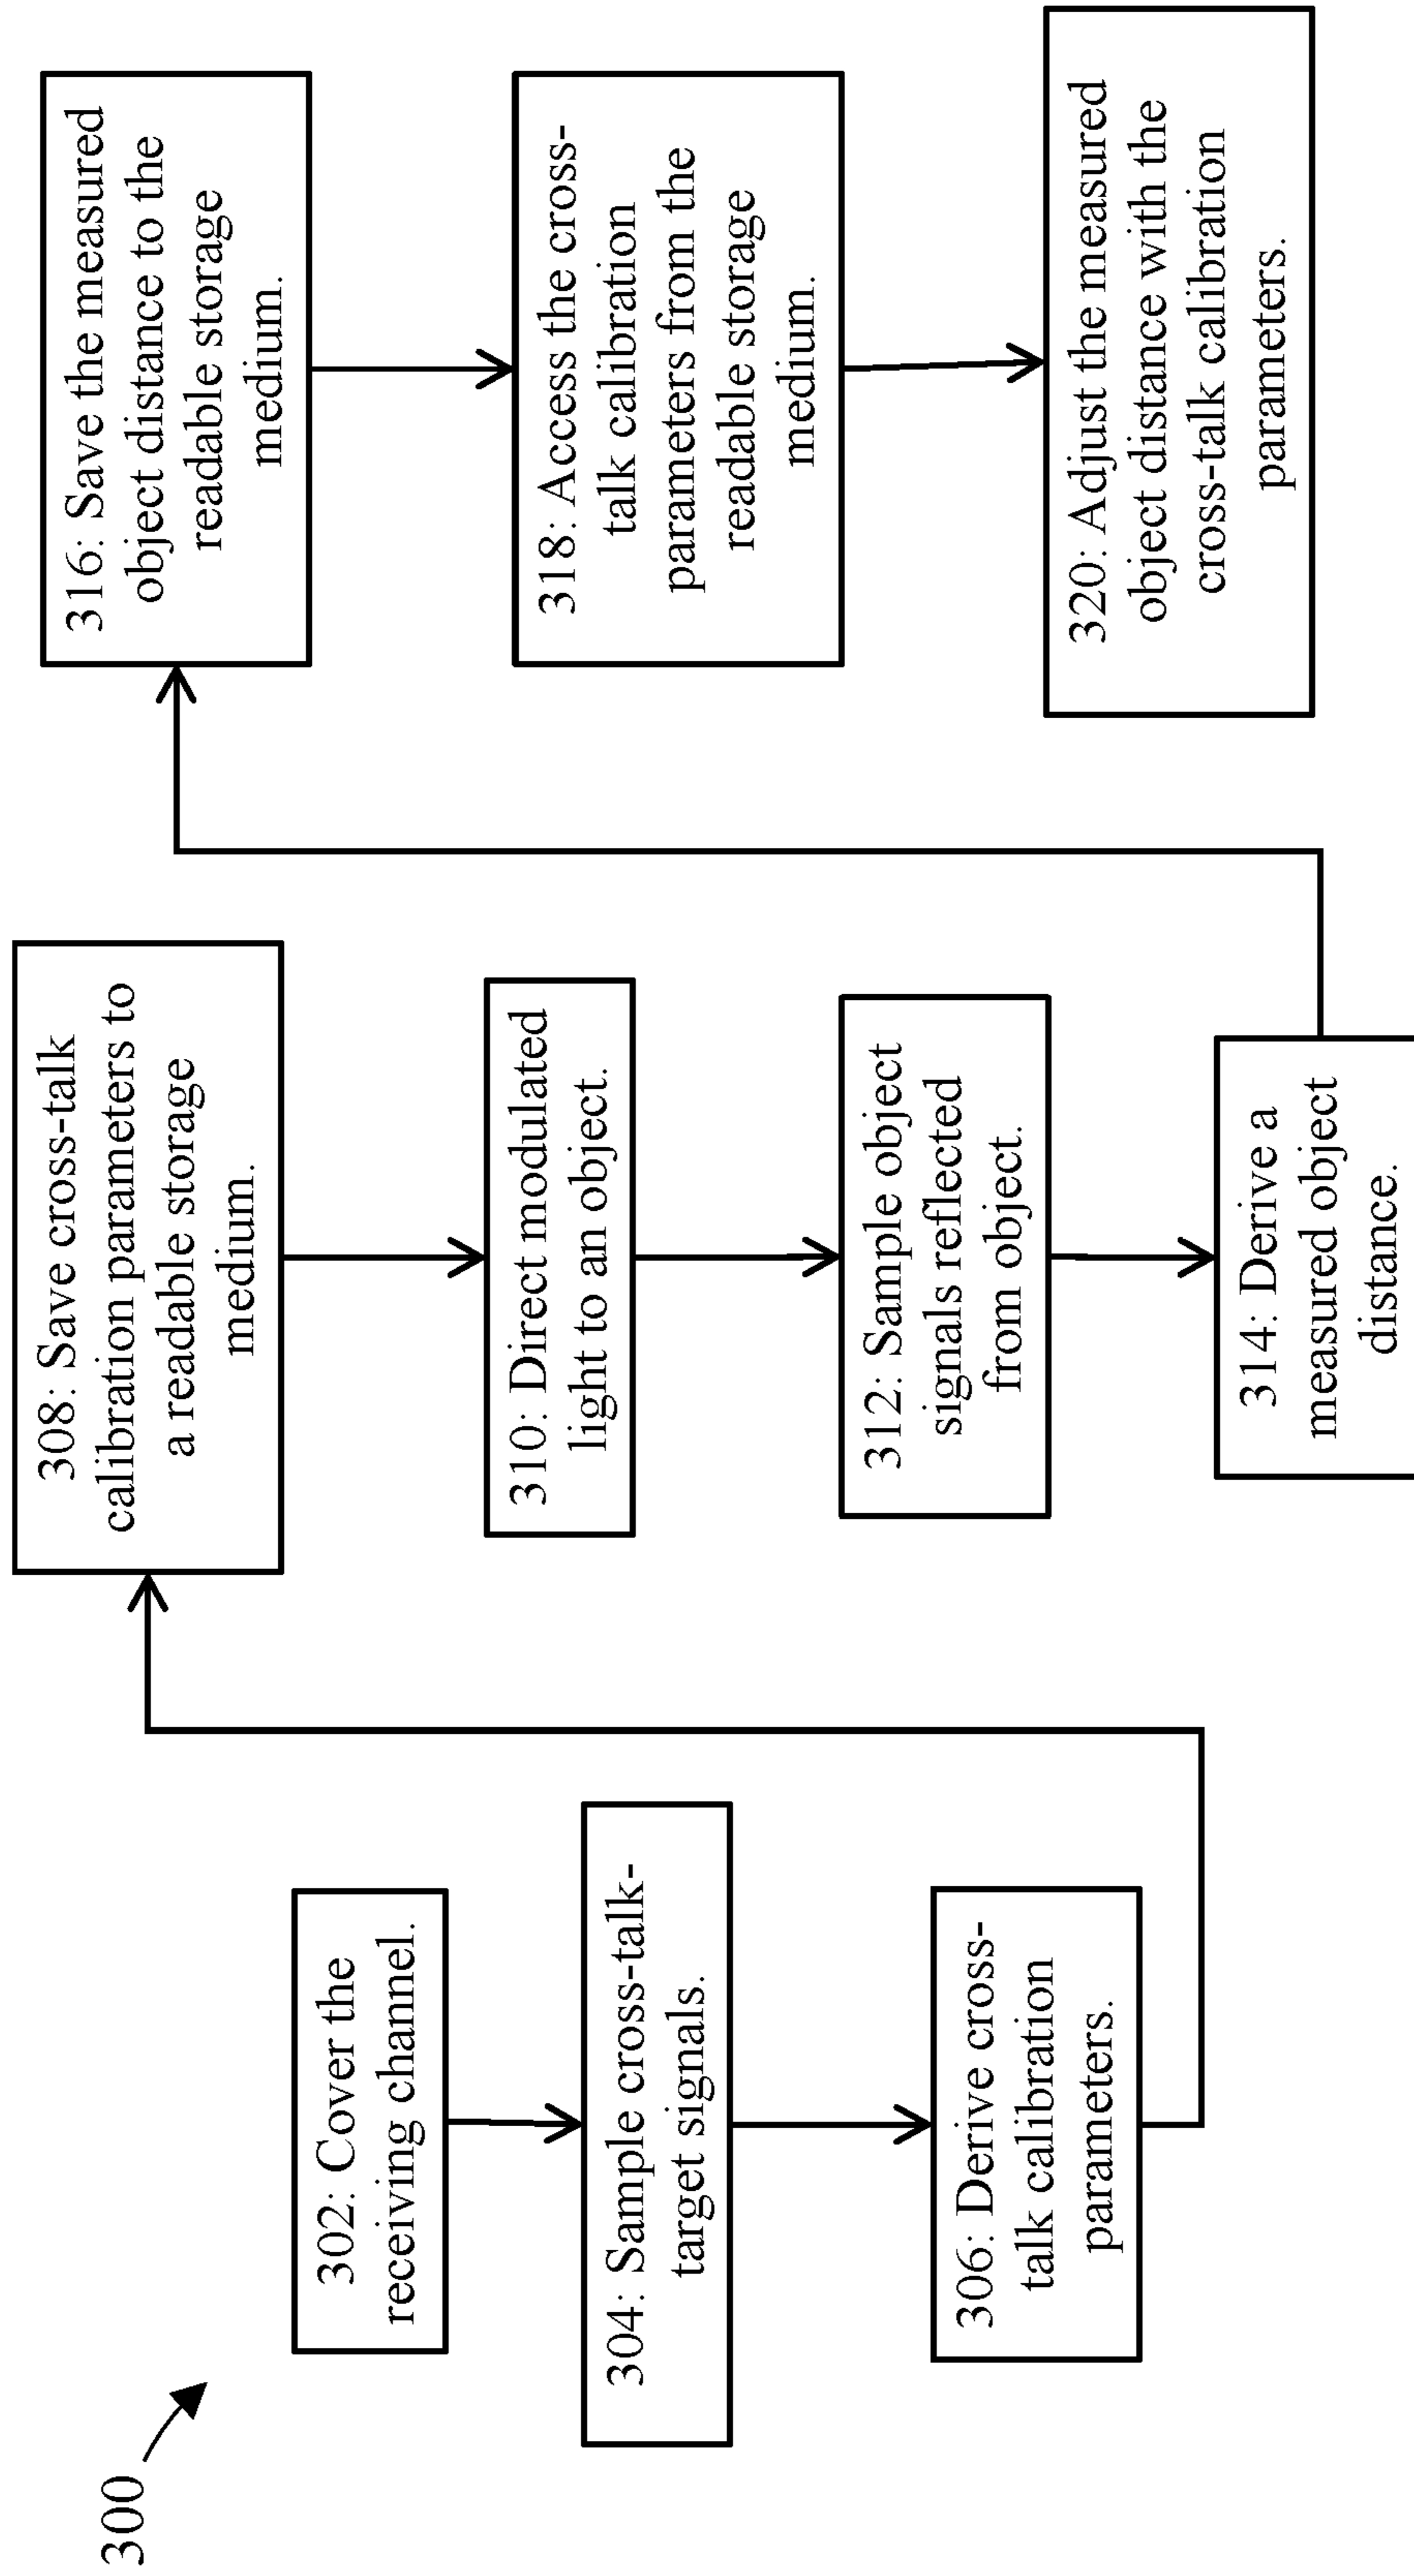 300
302: Cover the
receiving channel.
304: Sample cross-talk-
target signals.
306: Derive cross-
talk calibration
parameters.
308: Save cross-talk
calibration parameters to
a readable storage
medium.
310: Direct modulated
light to an object.
312: Sample object
signals reflected
from object.
314: Derive a
measured object
distance.
316: Save the measured
object distance to the
readable storage
medium.
318: Access the cross-
talk calibration
parameters from the
readable storage
medium.
320: Adjust the measured
object distance with the
cross-talk calibration
parameters.